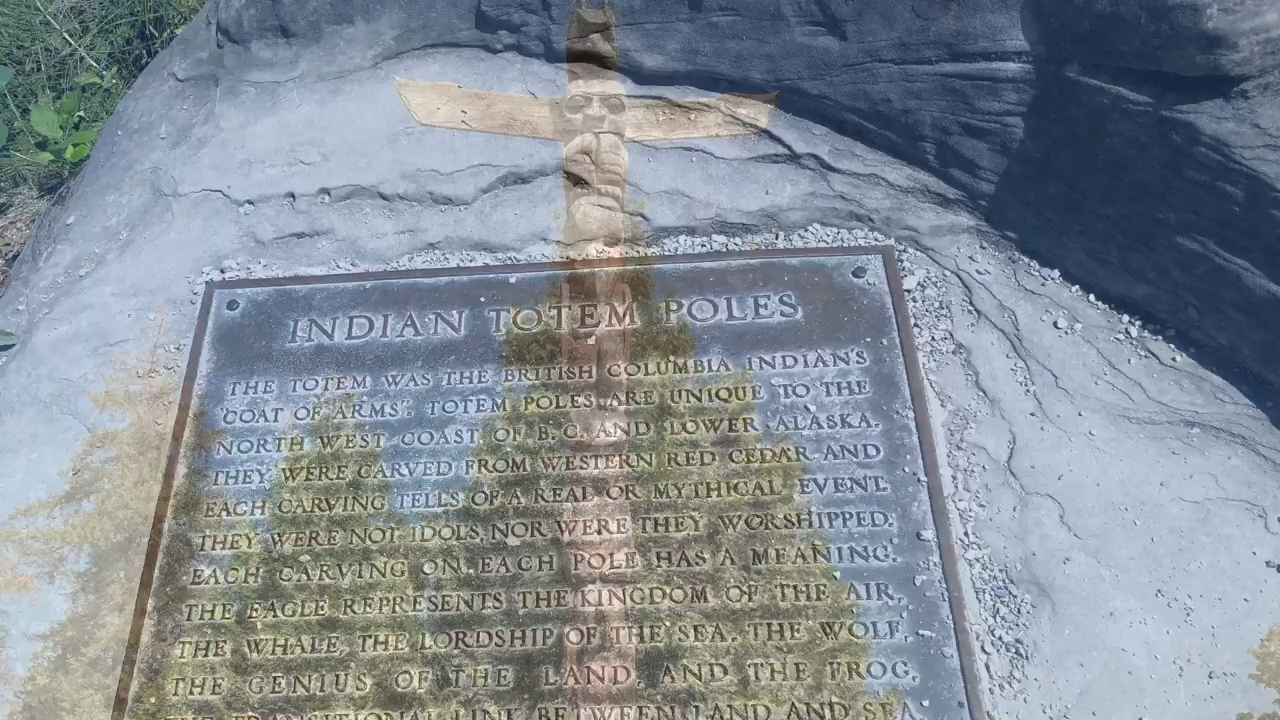 INDIAN TOTEM POLES
THE TOTEM WAS THE BRITISH COLUMBIA INDIAN'S
"COAT OF ARMS". TOTEM POLES ARE UNIQUE TO THE
NORTH WEST COAST OF B.C. AND LOWER ALASKA.
THEY WERE CARVED FROM WESTERN RED CEDAR AND
EACH CARVING TELLS OF A REAL OR MYTHICAL EVENT.
THEY WERE NOT IDOLS, NOR WERE THEY WORSHIPPED.
EACH CARVING ON EACH POLE HAS A MEANING.
THE EAGLE REPRESENTS THE KINGDOM OF THE AIR,
THE WHALE, THE LORDSHIP OF THE SEA. THE WOLF,
THE GENIUS OF THE LAND. AND THE FROG,
THE TRANSITIONAL LINK BETWEEN LAND AND SEA.